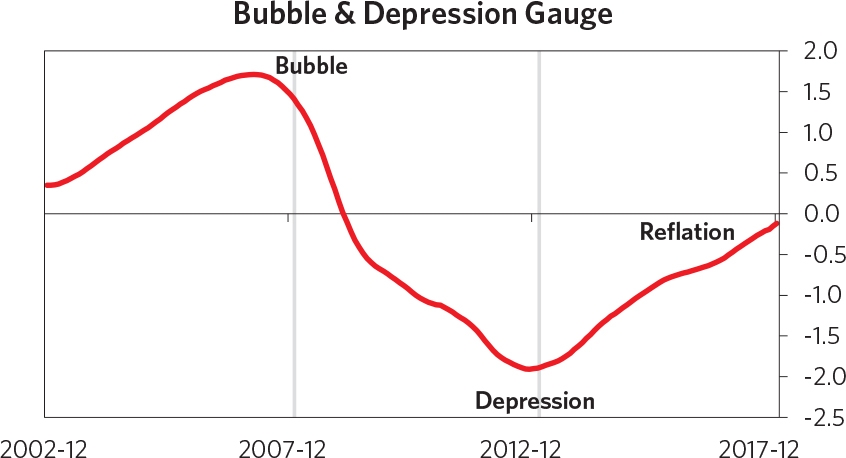 Bubble & Depression Gauge
2.0
Bubble
1.5
1.0
0.5
0.0
Reflation
-0.5
-1.0
-1.5
-2.0
Depression
-2.5
2002-12 2007-12 2012-12 2017-12